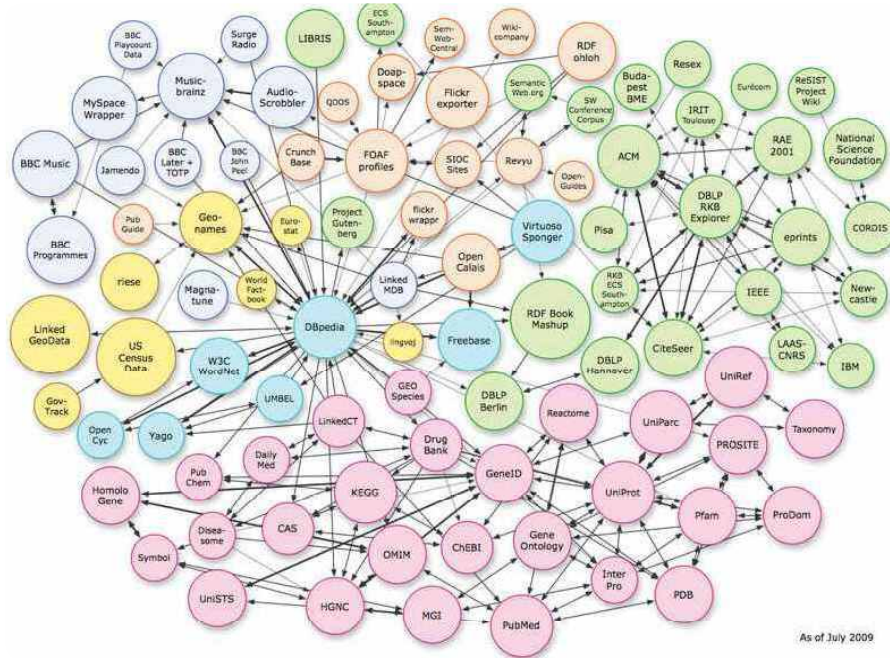 BBC
Playcount
Data
Surge
Radio
LIBRIS
ECS
South-
ampton
Sem-
Web-
Central
Wiki-
company
RDF
ohloh
Music-
brainz
Audio-
Scrobbler
MySpace
Wrapper
QDOS
Doap-
space
Flickr
exporter
Semantic
Web.org
SW
Conference
Corpus
Buda-
pest
BME
Resex
IRIT
Toulouse
Eurécom
ReSIST
Project
Wiki
RAE
2001
National
Science
Foundation
BBC Music
Jamendo
BBC
Later +
TOTP
BBC
John
Peel
Crunch
Base
FOAF
profiles
SIOC
Sites
Revyu
Open-
Guides
ACM
DBLP
RKB
Explorer
Pub
Guide
Geo-
names
Euro-
stat
Project
Guten-
berg
flickr
wrappr
Virtuoso
Sponger
Pisa
eprints
CORDIS
BBC
Programmes
riese
Magna-
tune
World
Fact-
book
Linked
MDB
Open
Calais
RKB
ECS
South-
ampton
IEEE
New-
castle
Linked
GeoData
US
Census
Data
W3C
WordNet
DBpedia
lingvoj
Freebase
RDF Book
Mashup
DBLP
Hannover
CiteSeer
LAAS-
CNRS
IBM
Gov-
Track
Open
Cyc
Yago
UMBEL
GEO
Species
DBLP
Berlin
LinkedCT
Reactome
UniParc
UniRef
Taxonomy
PROSITE
Daily
Med
Drug
Bank
Pub
Chem
Homolo
Gene
KEGG
GeneID
UniProt
Pfam
ProDom
Disea-
some
CAS
Symbol
OMIM
ChEBI
Gene
Ontology
Inter
Pro
PDB
UniSTS
HGNC
MGI
PubMed
As of July 2009